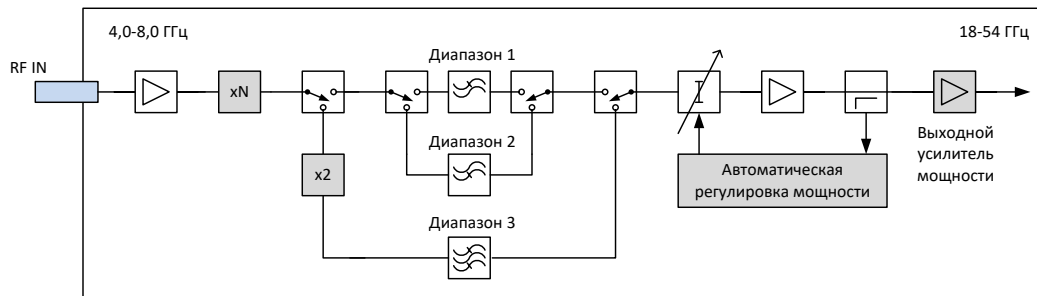 4,0-8,0 ГГц
18-54 ГГц
RF IN
Диапазон 1
xN
Диапазон 2
x2
Автоматическая
регулировка мощности
Выходной
усилитель
мощности
Диапазон 3